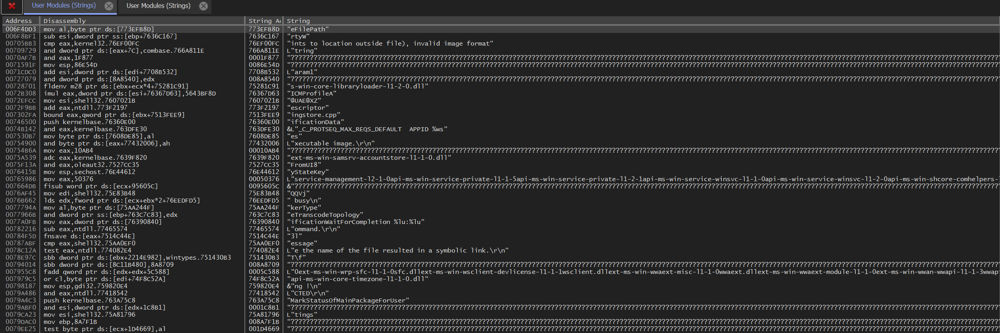 User Modules (Strings) User Modules (Strings)
Address Disassembly String Ad String
006F4DD3 mov al,byte ptr ds:[773EFB8D] 773EFB8D "eFilePath"
006F8BF1 sub esi,dword ptr ss:[ebp+7636C167] 7636C167 "rtyW"
00705BB3 cmp eax,kernel32.76EF00FC 76EF00FC "ints to location outside file), invalid image format"
00709729 and dword ptr ds:[eax+7C],combase.766A811E 766A811E L"tring"
0070AF7B and eax,1F877 0001F877
0071591F mov esp,86E54D 0086E54D
0071CDC0 add esi,dword ptr ds:[edi+7708B532] 7708B532 L"aram1"
00727079 and dword ptr ds:[8A8540],edx 008A8540
00728701 fldenv m28 ptr ds:[ebx+ecx*4+75281C91] 75281C91 "s-win-core-libraryloader-l1-2-0.dll"
0072B308 imul eax,dword ptr ds:[esi+76367D63],5643BF8D 76367D63 "ICMProfileA"
0072EFCC mov esi,shell32.7607021B 7607021B "@UAE@XZ"
0072F9BB add eax,ntdll.773F2197 773F2197 "escriptor"
007302FA bound eax,qword ptr ds:[ebx+7513FEE9] 7513FEE9 "ingstore.cpp"
00746500 push kernelbase.76360E00 76360E00 "ificationData"
0074B142 and eax,kernelbase.763DFE30 763DFE30 &L"_C_PROTSEQ_MAX_REQS_DEFAULT  APPID %ws"
007530B7 mov byte ptr ds:[7608DE85],al 7608DE85 "es"
00754900 and byte ptr ds:[eax+77432006],ah 77432006 L"xecutable image.\r\n"
00754B6A mov eax,10AB4 00010AB4
0075A539 adc eax,kernelbase.7639F820 7639F820 "ext-ms-win-samsrv-accountstore-l1-1-0.dll"
0075F13A and eax,oleaut32.7527CC35 7527CC35 "FromUI8"
0076415B mov esp,sechost.76E44612 76E44612 "yStateKey"
00765986 mov eax,50376 00050376 L"service-management-l2-1-0api-ms-win-service-private-l1-1-5api-ms-win-service-private-l1-2-1api-ms-win-service-winsvc-l1-1-0api-ms-win-service-winsvc-l1-2-0api-ms-win-shcore-comhelpers-
007664DB fisub word ptr ds:[ecx+95605C] 0095605C
0076AF45 mov edi,shell32.75E83B48 75E83B48 "QQVj"
0076B662 lds edx,fword ptr ds:[ecx+ebx*2+76EEDFD5] 76EEDFD5 " busy\n"
0077794A mov al,byte ptr ds:[75AA244F] 75AA244F "kerType"
0077966B and dword ptr ss:[ebp+763C7C83],edx 763C7C83 "eTranscodeTopology"
0077A0FB mov eax,dword ptr ds:[76390840] 76390840 "ificationWaitForCompletion %lu:%lu"
00782216 sub eax,ntdll.77465574 77465574 L"ommand.\r\n"
00784F5D fnsave ds:[eax+7514C44E] 7514C44E "3l"
00787ABF cmp eax,shell32.75AA0EF0 75AA0EF0 "essage"
0078C12A test eax,ntdll.774082E4 774082E4 L"e the name of the file resulted in a symbolic link.\r\n"
0078E97C sbb dword ptr ds:[ebx+2214E982],wintypes.751430B3 751430B3 "T\f"
00794014 sbb dword ptr ds:[8C11B480],8A8709 008A8709
007955C8 fadd qword ptr ds:[edx+edx+5C588] 0005C588 L"0ext-ms-win-wrp-sfc-l1-1-0sfc.dllext-ms-win-wsclient-devlicense-l1-1-1wsclient.dllext-ms-win-wwaext-misc-l1-1-0wwaext.dllext-ms-win-wwaext-module-l1-1-0ext-ms-win-wwan-wwapi-l1-1-3wwap
007979C5 or cl,byte ptr ds:[edi+74F8C52A] 74F8C52A "api-ms-win-core-timezone-l1-1-0.dll"
00798187 mov esp,gdi32.759820E4 759820E4 &"ng !\n"
0079A486 and eax,ntdll.77418542 77418542 L"CTED\r\n"
0079A4C3 push kernelbase.763A75C8 763A75C8 "MarkStatusOfMainPackageForUser"
0079ABF0 and esi,dword ptr ds:[edx+1C8B1] 0001C8B1
0079CA23 mov esi,shell32.75A81796 75A81796 L"tings"
0079DAC0 mov ebp,8A7F1B 008A7F1B
0079EE25 test byte ptr ds:[ecx+1D4669],al 001D4669